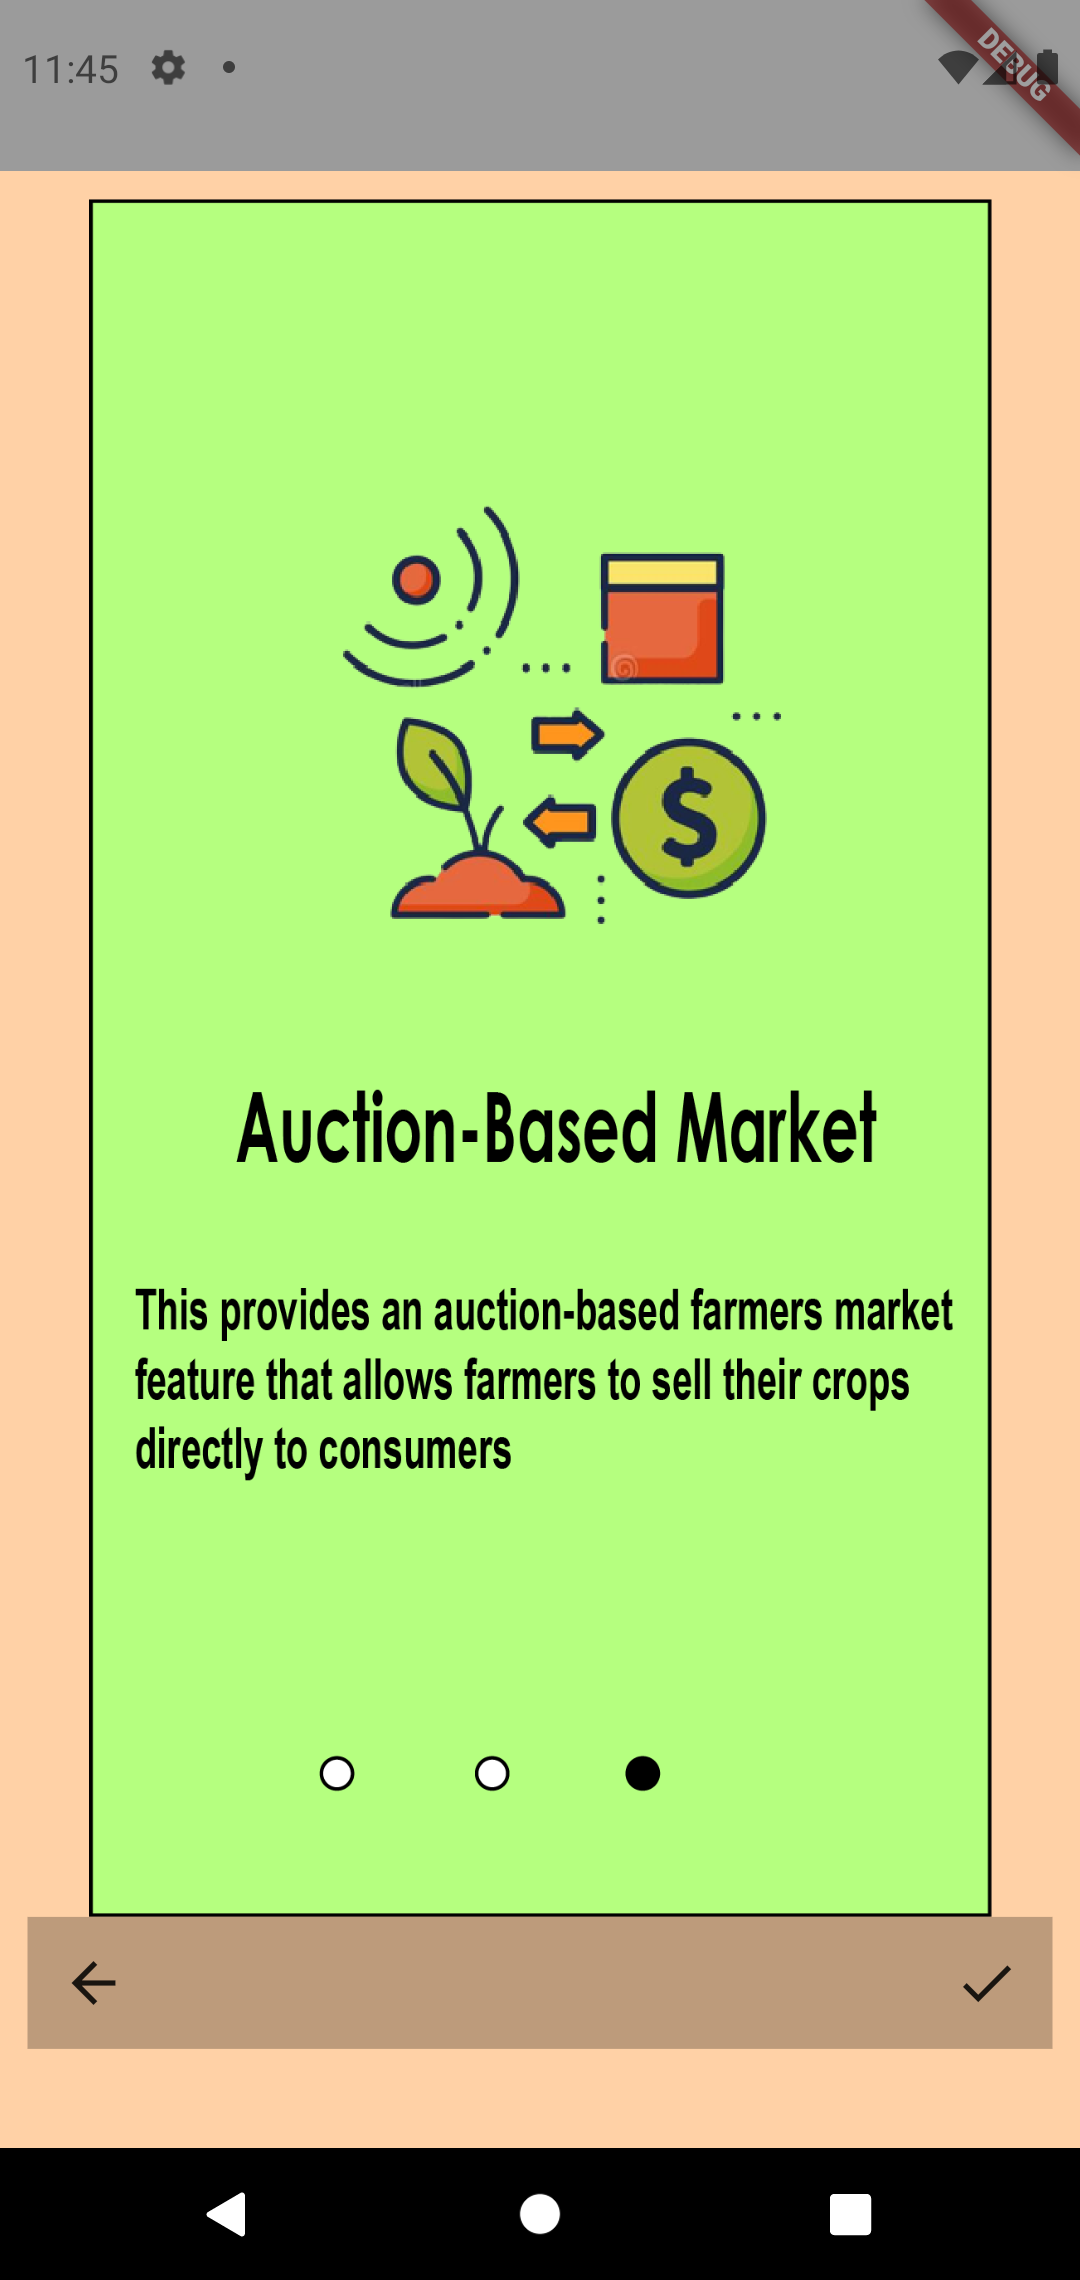 11:45
DEBUG
$
Auction-Based Market
This provides an auction-based farmers market
feature that allows farmers to sell their crops
directly to consumers